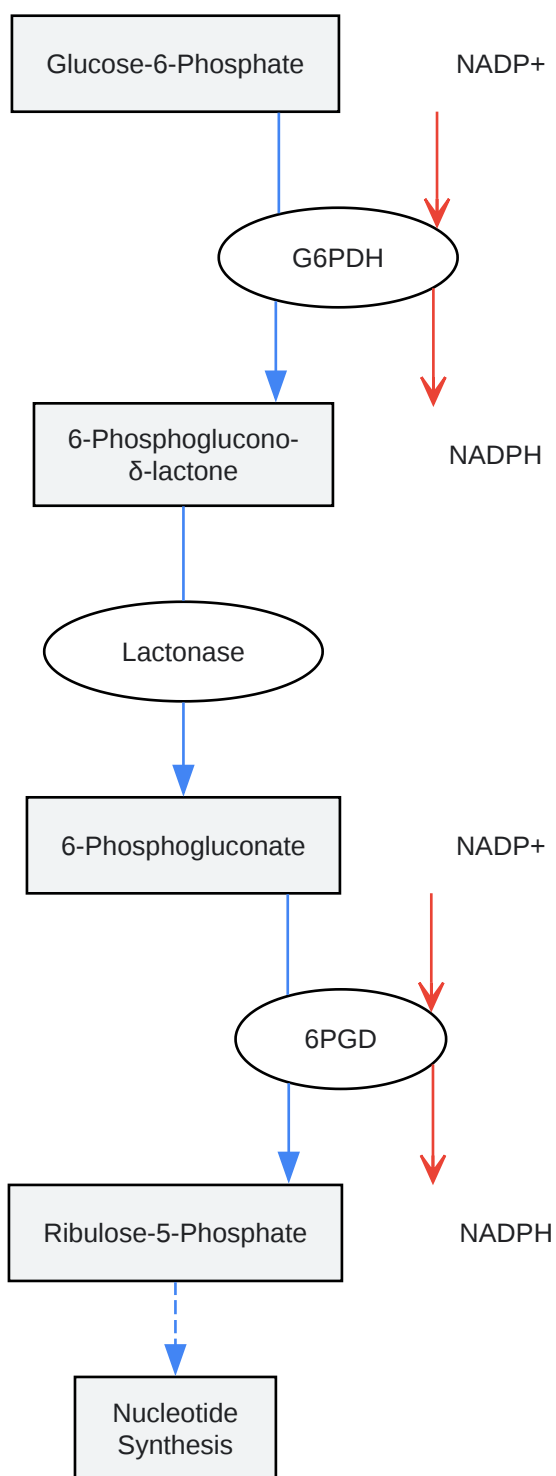 Glucose-6-Phosphate
NADP+
G6PDH
6-Phosphoglucono-
δ-lactone
NADPH
Lactonase
6-Phosphogluconate
NADP+
6PGD
Ribulose-5-Phosphate
NADPH
Nucleotide
Synthesis